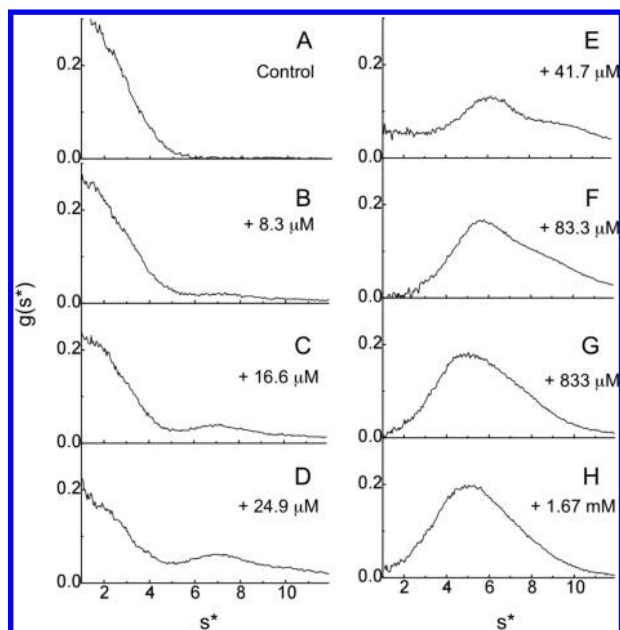 A
Control
0.2
0.0
B
+ 8.3 μM
0.2
0.0
C
+ 16.6 μM
0.2
0.0
D
+ 24.9 μM
0.2
0.0
2 4 6 8 10
s*
g(s*)
E
+ 41.7 μM
0.2
0.0
F
+ 83.3 μM
0.2
0.0
G
+ 833 μM
0.2
0.0
H
+ 1.67 mM
0.2
0.0
2 4 6 8 10
s*